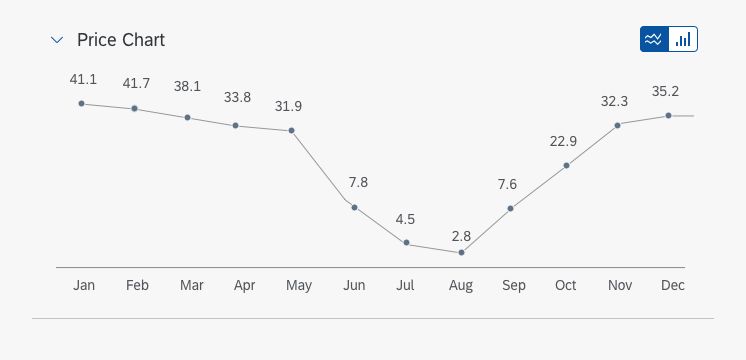 Price Chart
41.1 41.7 38.1 33.8 31.9 7.8 4.5 2.8 7.6 22.9 32.3 35.2
Jan Feb Mar Apr May Jun Jul Aug Sep Oct Nov Dec